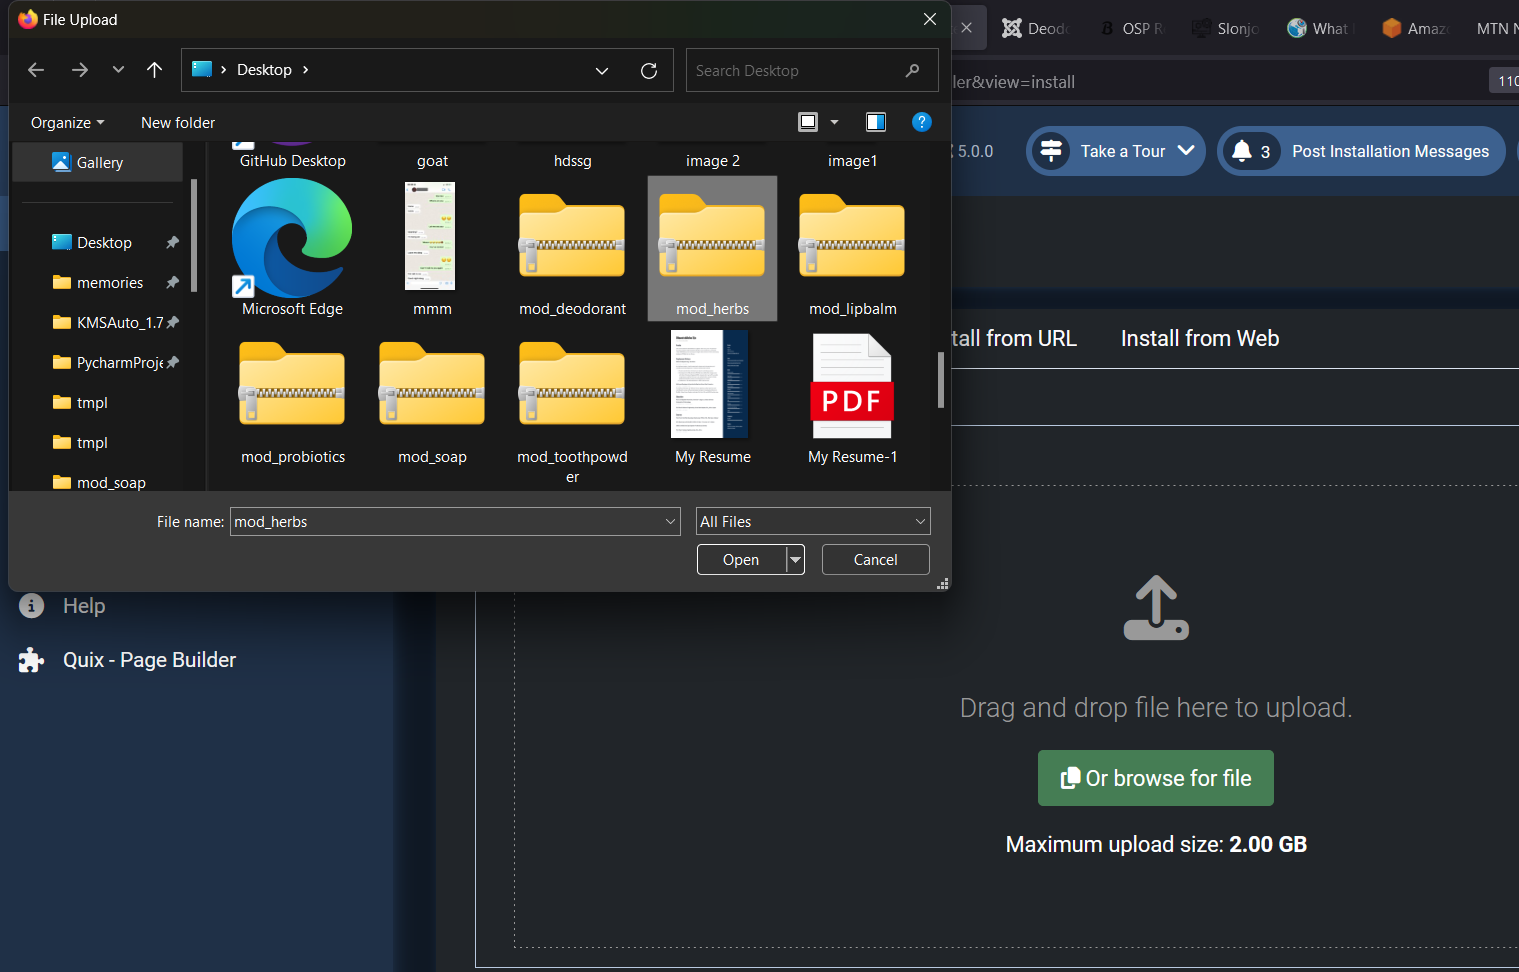 File Upload
Deod
OSP R
Slonjo
What
Amaz
MTN N
Desktop
Search Desktop
ler&view=install
110
Organize
New folder
Gallery
GitHub Desktop
goat
hdssg
image 2
image1
5.0.0
Take a Tour
3
Post Installation Messages
Desktop
memories
KMSAuto_1.7
PycharmProje
tmpl
tmpl
mod_soap
Microsoft Edge
mmm
mod_deodorant
mod_herbs
mod_lipbalm
PDF
mod_probiotics
mod_soap
mod_toothpowd
er
My Resume
My Resume-1
tall from URL
Install from Web
File name:
mod_herbs
All Files
Open
Cancel
Help
Quix - Page Builder
Drag and drop file here to upload.
Or browse for file
Maximum upload size: 2.00 GB